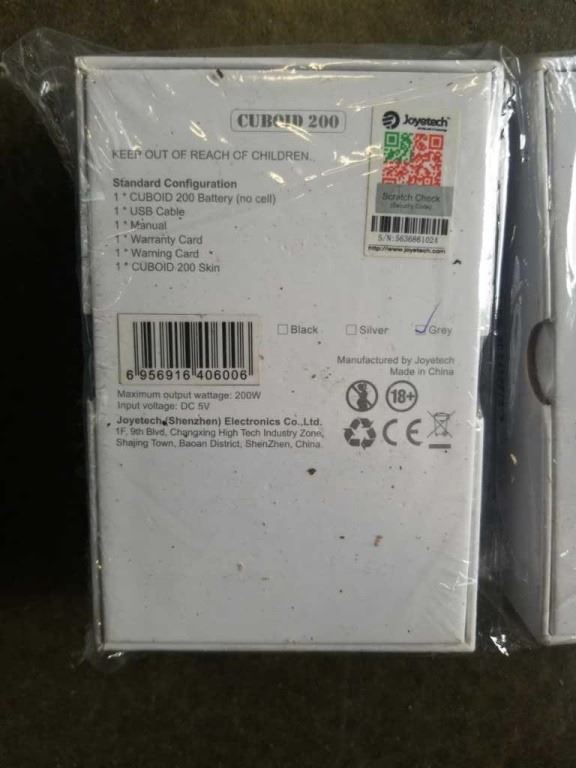 CUBOID 200
Joyetech™
KEEP OUT OF REACH OF CHILDREN.
Scratch Check
(Security Code)
S/N:5636861024
http://www.joyetech.com
Standard Configuration
1 * CUBOID 200 Battery (no cell)
1 * USB Cable
1 * Manual
1 * Warranty Card
1 * Warning Card
1 * CUBOID 200 Skin
Black
Silver
Grey
6 956916 406006
Manufactured by Joyetech
Made in China
Maximum output wattage: 200W
Input voltage: DC 5V
18+
Joyetech (Shenzhen) Electronics Co.,Ltd.
1F, 9th Blvd, Changxing High Tech Industry Zone,
Shajing Town, Baoan District, ShenZhen, China.
CE